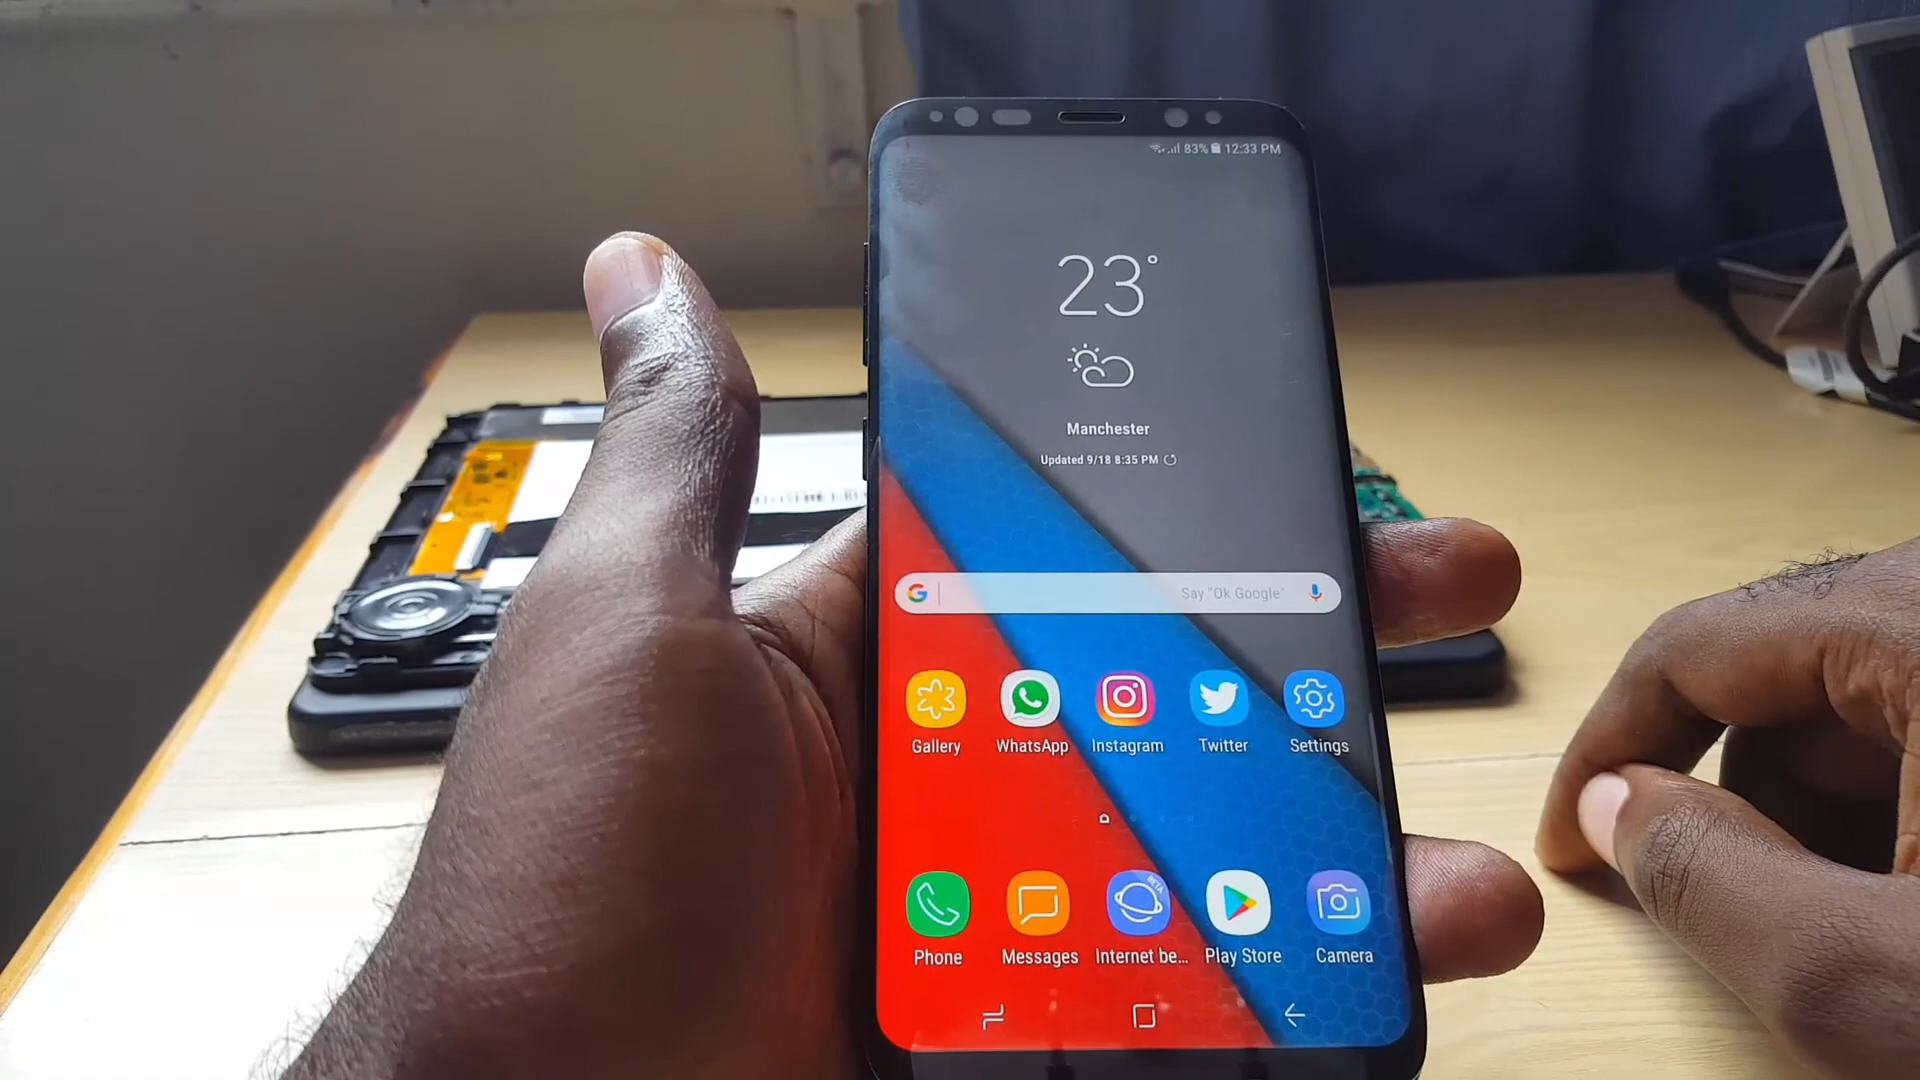 83% 12:33 PM
23°
Manchester
Updated 9/18 8:35 PM
G Say "Ok Google"
Gallery WhatsApp Instagram Twitter Settings
BETA
Phone Messages Internet be... Play Store Camera